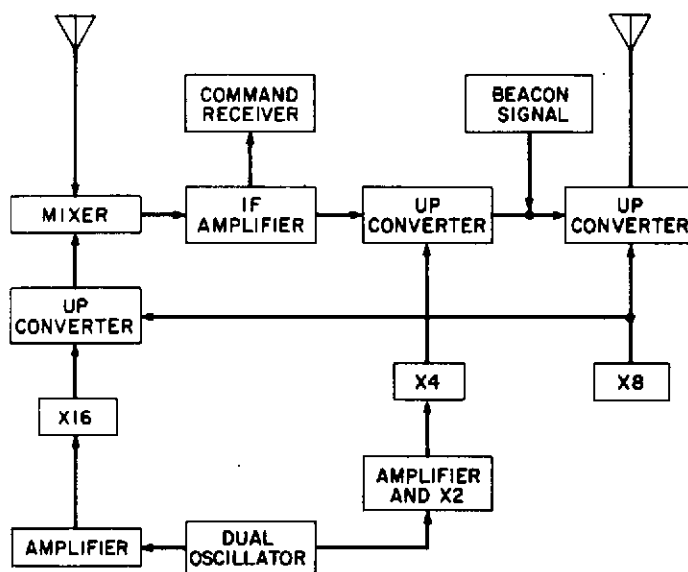 COMMAND
RECEIVER
BEACON
SIGNAL
MIXER
IF
AMPLIFIER
UP
CONVERTER
UP
CONVERTER
UP
CONVERTER
X16
X4
X8
AMPLIFIER
AND X2
AMPLIFIER
DUAL
OSCILLATOR